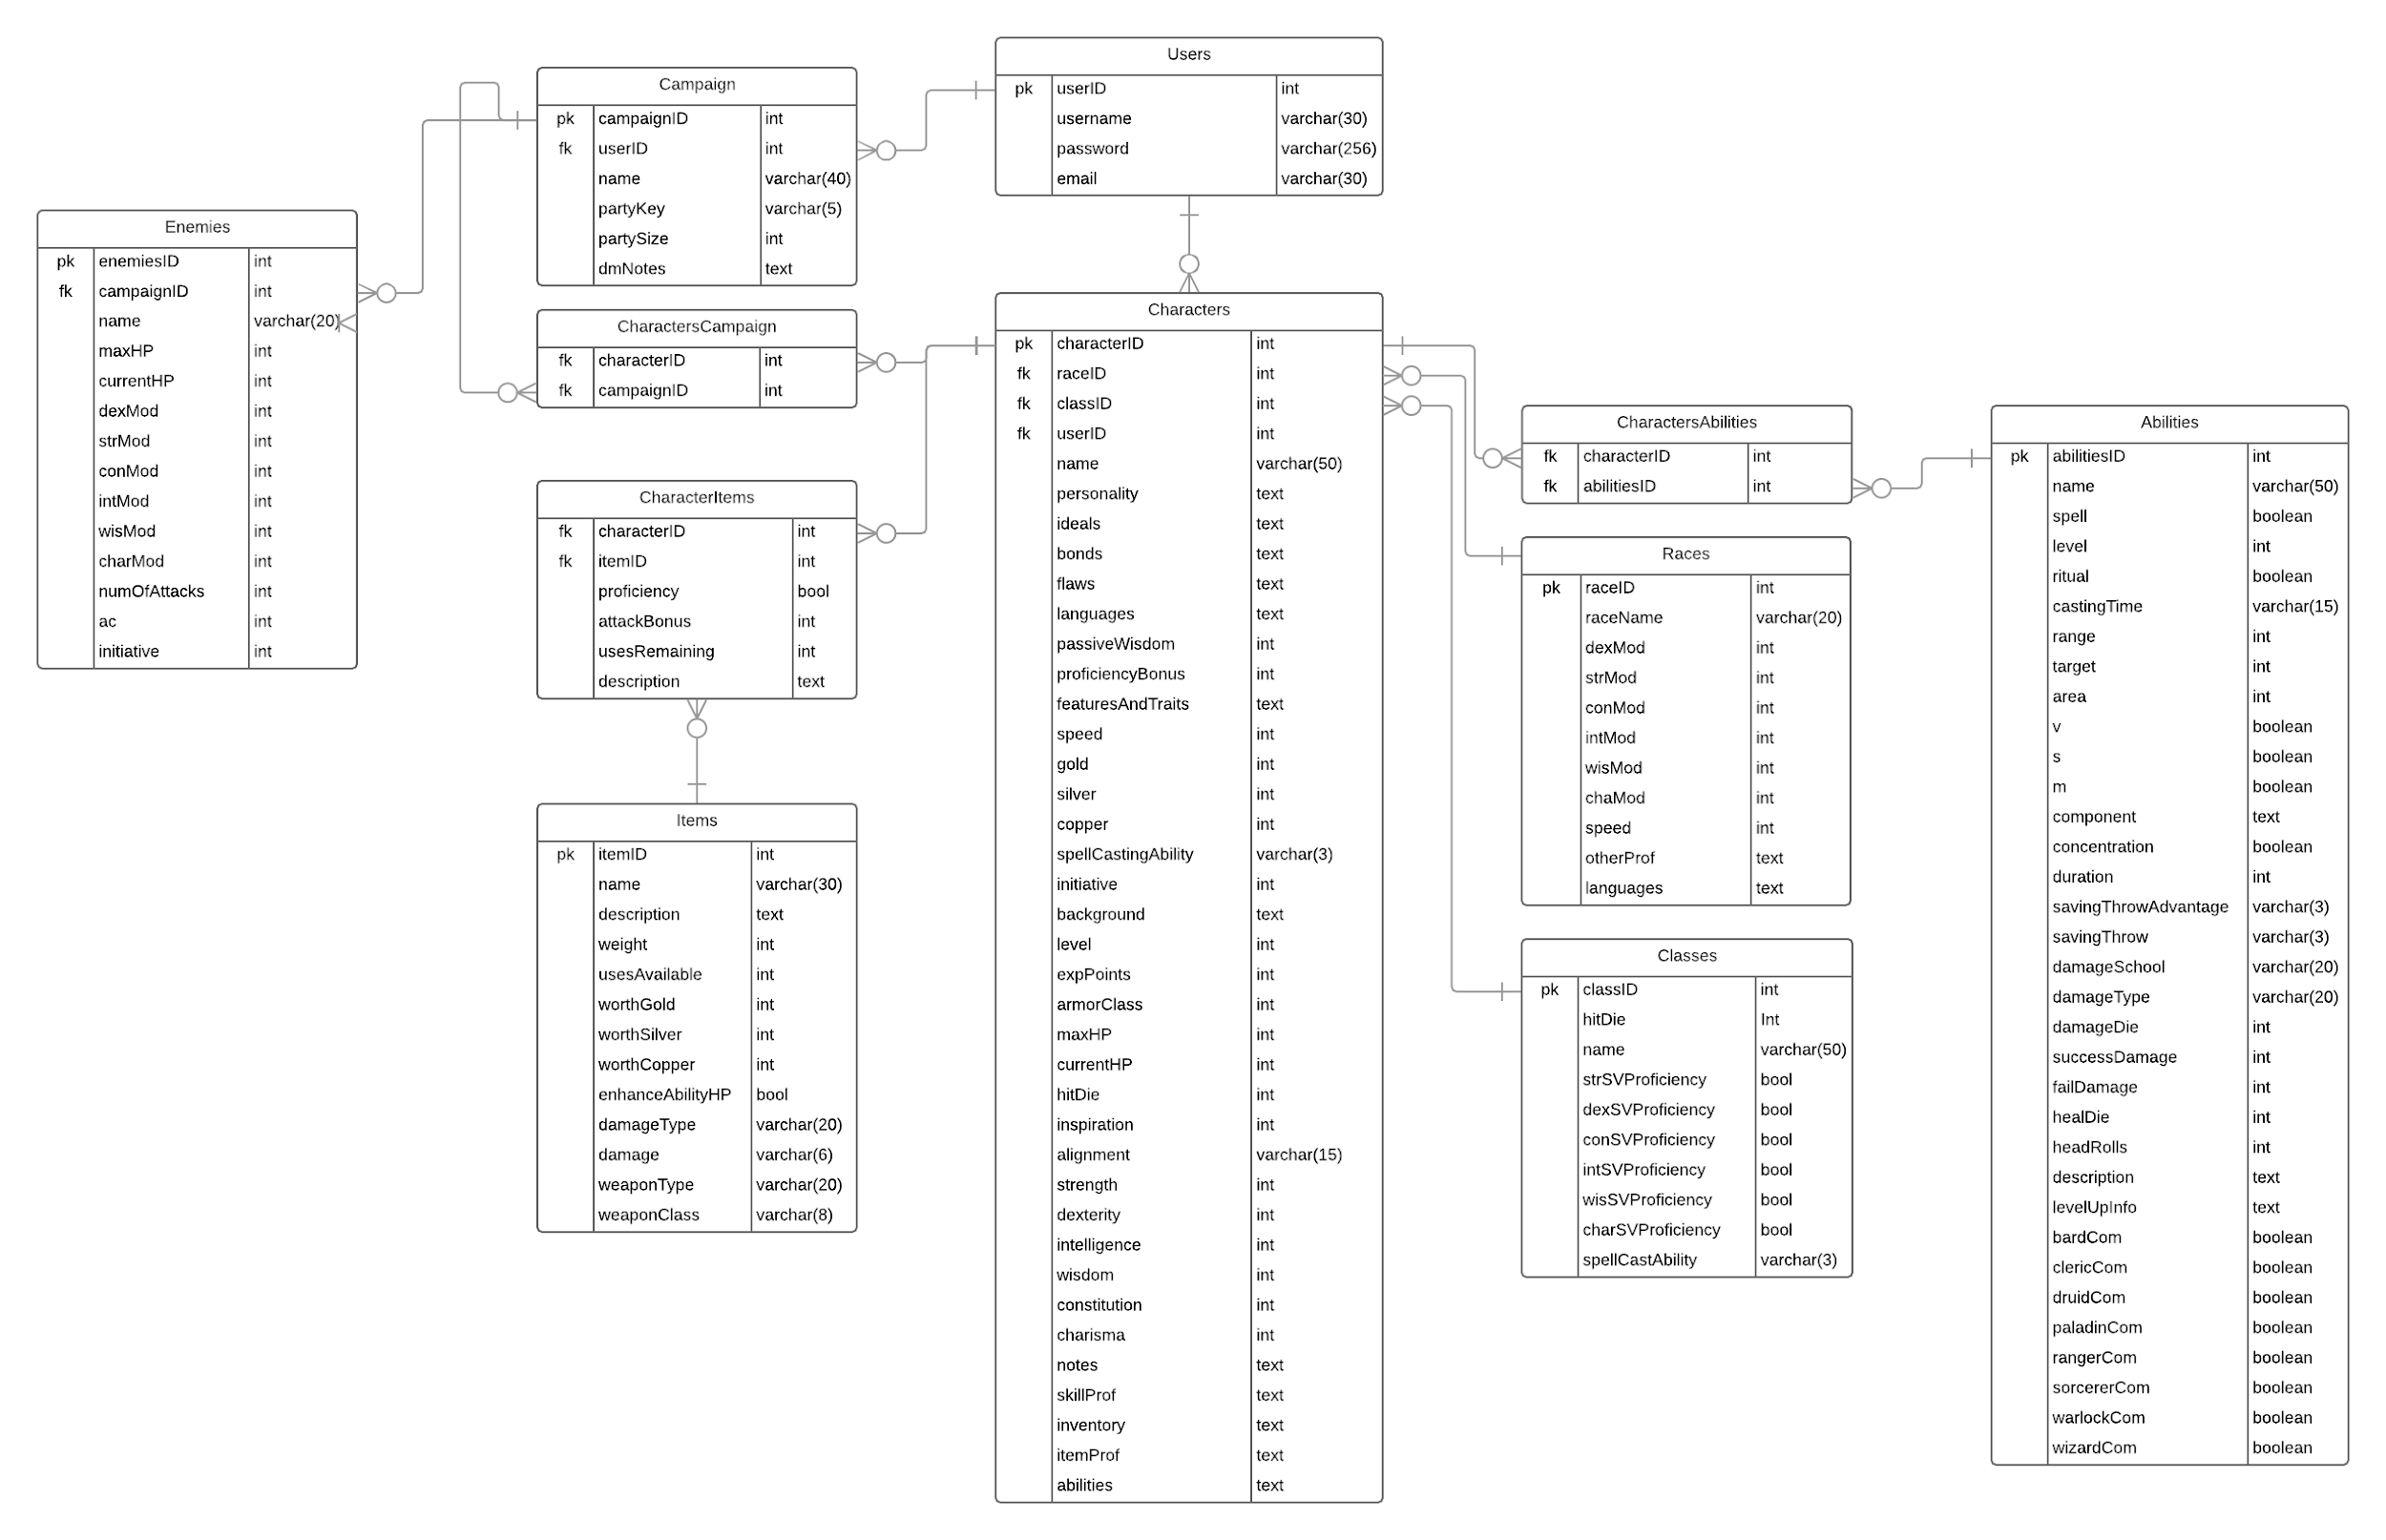 Users
pk userID int
username varchar(30)
password varchar(256)
email varchar(30)
Campaign
pk campaignID int
fk userID int
name varchar(40)
partyKey varchar(5)
partySize int
dmNotes text
Enemies
pk enemiesID int
fk campaignID int
name varchar(20)
maxHP int
currentHP int
dexMod int
strMod int
conMod int
intMod int
wisMod int
charMod int
numOfAttacks int
ac int
initiative int
CharactersCampaign
fk characterID int
fk campaignID int
CharacterItems
fk characterID int
fk itemID int
proficiency bool
attackBonus int
usesRemaining int
description text
Items
pk itemID int
name varchar(30)
description text
weight int
usesAvailable int
worthGold int
worthSilver int
worthCopper int
enhanceAbilityHP bool
damageType varchar(20)
damage varchar(6)
weaponType varchar(20)
weaponClass varchar(8)
Characters
pk characterID int
fk raceID int
fk classID int
fk userID int
name varchar(50)
personality text
ideals text
bonds text
flaws text
languages text
passiveWisdom int
proficiencyBonus int
featuresAndTraits text
speed int
gold int
silver int
copper int
spellCastingAbility varchar(3)
initiative int
background text
level int
expPoints int
armorClass int
maxHP int
currentHP int
hitDie int
inspiration int
alignment varchar(15)
strength int
dexterity int
intelligence int
wisdom int
constitution int
charisma int
notes text
skillProf text
inventory text
itemProf text
abilities text
CharactersAbilities
fk characterID int
fk abilitiesID int
Races
pk raceID int
raceName varchar(20)
dexMod int
strMod int
conMod int
intMod int
wisMod int
chaMod int
speed int
otherProf text
languages text
Classes
pk classID int
hitDie Int
name varchar(50)
strSVProficiency bool
dexSVProficiency bool
conSVProficiency bool
intSVProficiency bool
wisSVProficiency bool
charSVProficiency bool
spellCastAbility varchar(3)
Abilities
pk abilitiesID int
name varchar(50)
spell boolean
level int
ritual boolean
castingTime varchar(15)
range int
target int
area int
v boolean
s boolean
m boolean
component text
concentration boolean
duration int
savingThrowAdvantage varchar(3)
savingThrow varchar(3)
damageSchool varchar(20)
damageType varchar(20)
damageDie int
successDamage int
failDamage int
healDie int
headRolls int
description text
levelUpInfo text
bardCom boolean
clericCom boolean
druidCom boolean
paladinCom boolean
rangerCom boolean
sorcererCom boolean
warlockCom boolean
wizardCom boolean